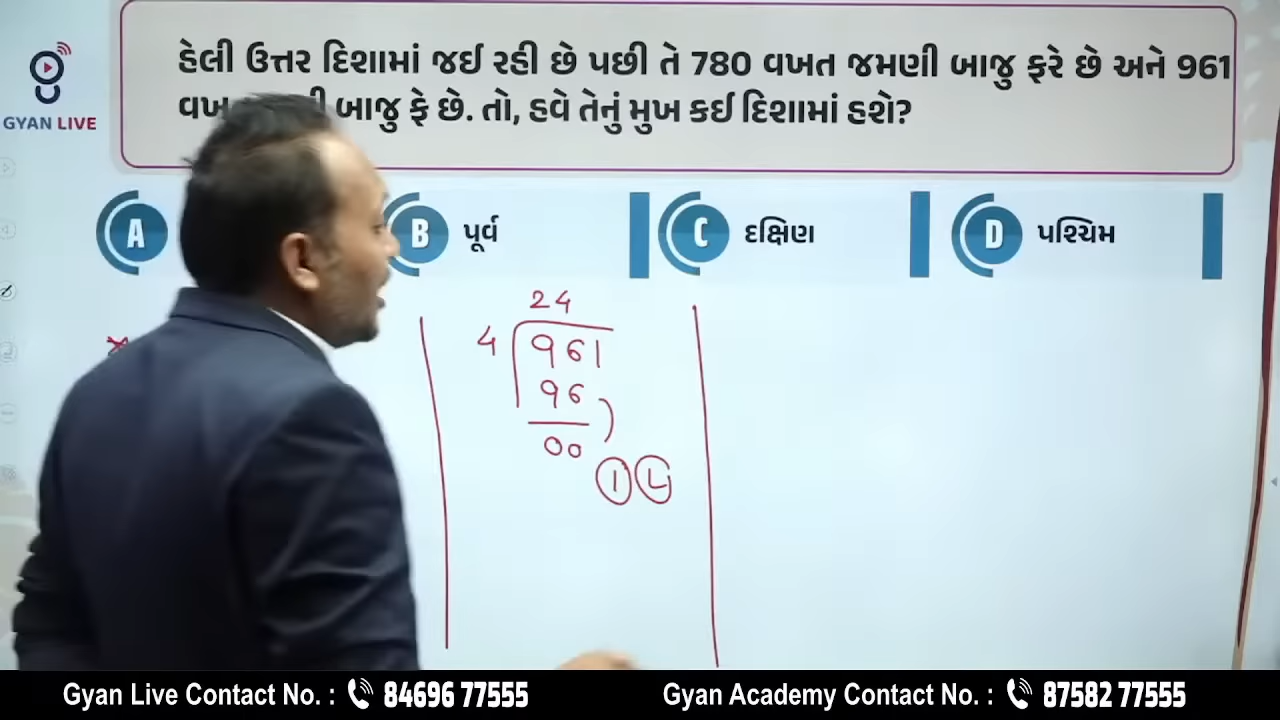 હેલી ઉત્તર દિશામાં જઈ રહી છે પછી તે 780 વખત જમણી બાજુ ફરે છે અને 961
બાજુ ફે છે. તો, હવે તેનું મુખ કઈ દિશામાં હશે?
GYAN LIVE
A
B પૂર્વ
C દક્ષિણ
D પશ્ચિમ
24
4 961
96
00
1 L
Gyan Live Contact No. : 84696 77555 Gyan Academy Contact No. : 87582 77555